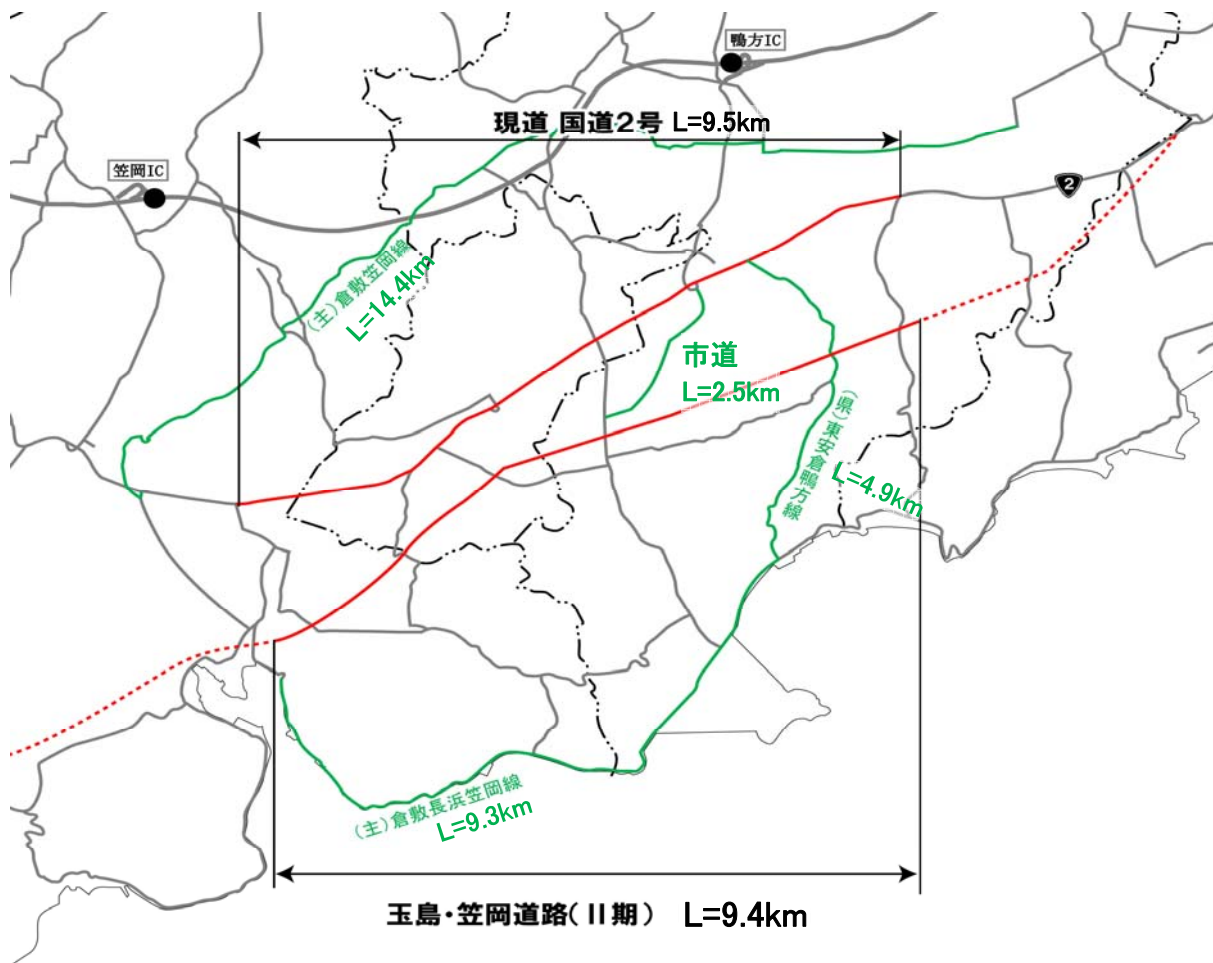 鴨方IC
現道 国道2号 L=9.5km
笠岡IC
2
(主)倉敷笠岡線
L=14.4km
市道
L=2.5km
(県)東安倉鴨方線
L=4.9km
(主)倉敷長浜笠岡線
L=9.3km
玉島・笠岡道路(II期) L=9.4km